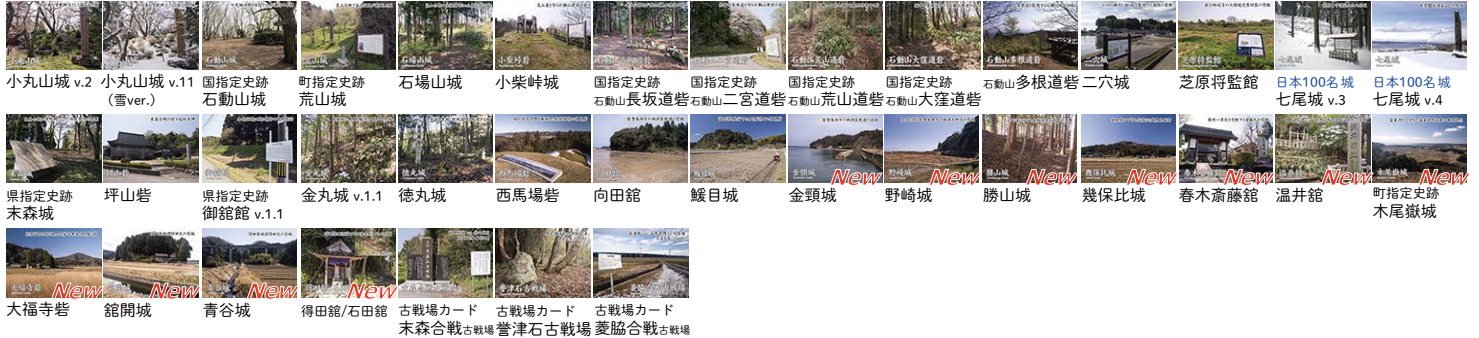 小丸山城 v.2
小丸山城 v.11
（雪ver.）
国指定史跡
石動山城
町指定史跡
荒山城
石場山城
小柴峠城
国指定史跡
石動山長坂道砦
国指定史跡
石動山二宮道砦
国指定史跡
石動山荒山道砦
国指定史跡
石動山大窪道砦
石動山多根道砦
二穴城
芝原将監館
日本100名城
七尾城 v.3
日本100名城
七尾城 v.4
県指定史跡
末森城
坪山砦
県指定史跡
御舘館 v.1.1
金丸城 v.1.1
徳丸城
西馬場砦
向田舘
鰀目城
金頸城
New
野崎城
New
勝山城
New
幾保比城
New
春木斎藤舘
New
温井舘
New
町指定史跡
木尾嶽城
New
大福寺砦
New
舘開城
New
青谷城
New
得田舘/石田舘
New
古戦場カード
末森合戦古戦場
古戦場カード
誉津石古戦場
古戦場カード
菱脇合戦古戦場